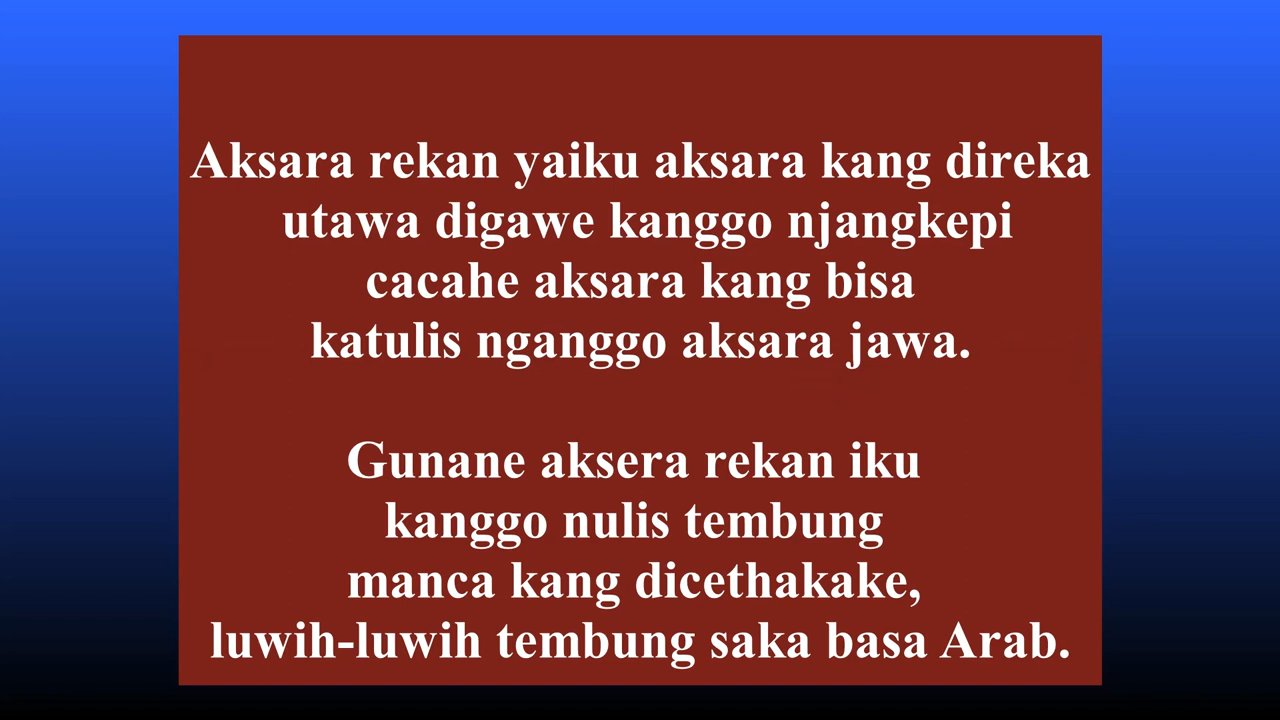 Aksara rekan yaiku aksara kang direka
utawa digawe kanggo njangkepi
cacahe aksara kang bisa
katulis nganggo aksara jawa.
Gunane aksera rekan iku
kanggo nulis tembung
manca kang dicethakake,
luwih-luwih tembung saka basa Arab.